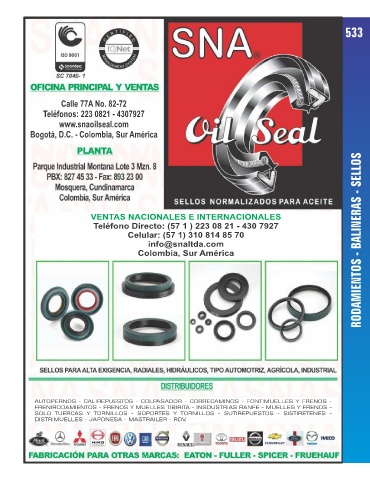 ISO 9001
icontec
SC 7040-1
IQNet
OFICINA PRINCIPAL Y VENTAS
Calle 77A No. 82-72
Teléfonos: 223 0821 - 4307927
www.snaoilseal.com
Bogotá, D.C. - Colombia, Sur América
PLANTA
Parque Industrial Montana Lote 3 Mzn. 8
PBX: 827 45 33 - Fax: 893 23 00
Mosquera, Cundinamarca
Colombia, Sur América
SNA®
Oil Seal
SELLOS NORMALIZADOS PARA ACEITE
533
RODAMIENTOS - BALINERAS - SELLOS
VENTAS NACIONALES E INTERNACIONALES
Teléfono Directo: (57 1 ) 223 08 21 - 430 7927
Celular: (57 1) 310 814 85 70
info@snaltda.com
Colombia, Sur América
SELLOS PARA ALTA EXIGENCIA, RADIALES, HIDRÁULICOS, TIPO AUTOMOTRIZ, AGRÍCOLA, INDUSTRIAL
DISTRIBUIDORES
AUTOPERNOS - CALIREPUESTOS - COLPASADOR - CORRECAMINOS - FONTIMUELLES Y FRENOS -
FRENIRODAMIENTOS - FRENOS Y MUELLES TIBIRITA - INSDUSTRIAS RANFE - MUELLES Y FRENOS -
SOLO TUERCAS Y TORNILLOS - SOPORTES Y TORNILLOS - SUTIREPUESTOS - SISTIRETENES -
DISTRIMUELLES - JAPONESA - MASTRAILER - RDV
HINO
TOYOTA
CHEVROLET
FABRICACIÓN PARA OTRAS MARCAS: EATON - FULLER - SPICER - FRUEHAUF